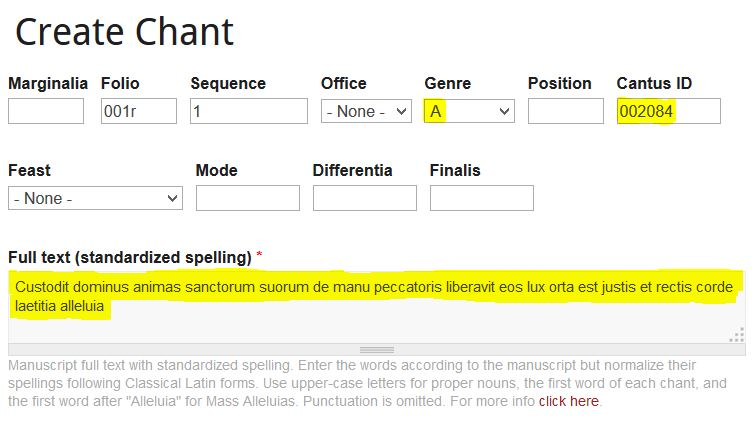 Create Chant
Marginalia Folio Sequence Office Genre Position Cantus ID
001r 1 - None - A 002084
Feast Mode Differentia Finalis
- None -
Full text (standardized spelling) *
Custodit dominus animas sanctorum suorum de manu peccatoris liberavit eos lux orta est justis et rectis corde
laetitia alleluia
Manuscript full text with standardized spelling. Enter the words according to the manuscript but normalize their
spellings following Classical Latin forms. Use upper-case letters for proper nouns, the first word of each chant, and
the first word after "Alleluia" for Mass Alleluias. Punctuation is omitted. For more info click here.